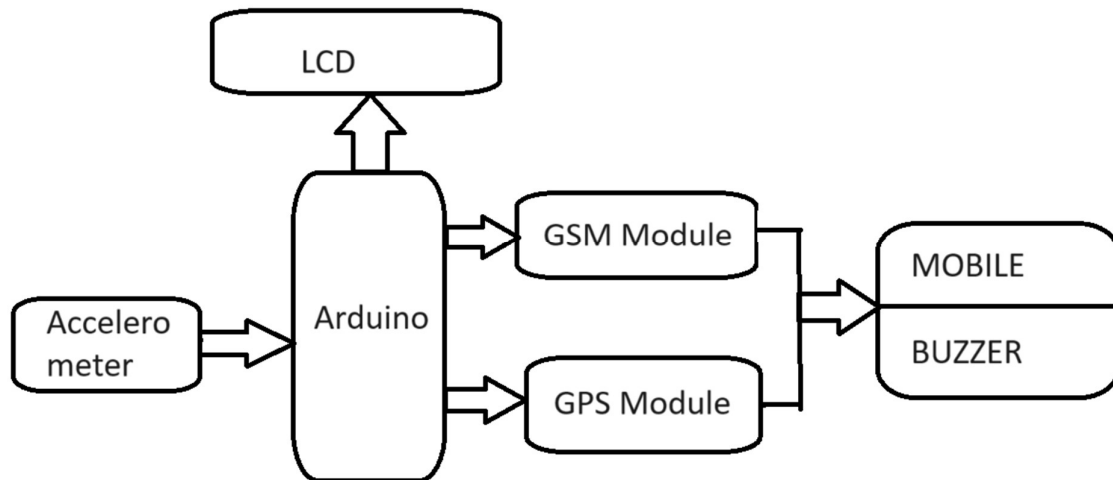 LCD
GSM Module
MOBILE
Accelero
meter
Arduino
BUZZER
GPS Module